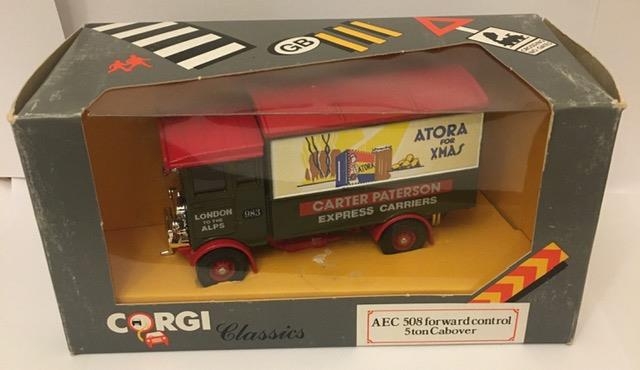 GB
ATORA
FOR
XMAS
ATORA
CARTER PATERSON
EXPRESS CARRIERS
LONDON
TO THE
ALPS
983
CORGI
Classics
AEC 508 forward control
5ton Cabover